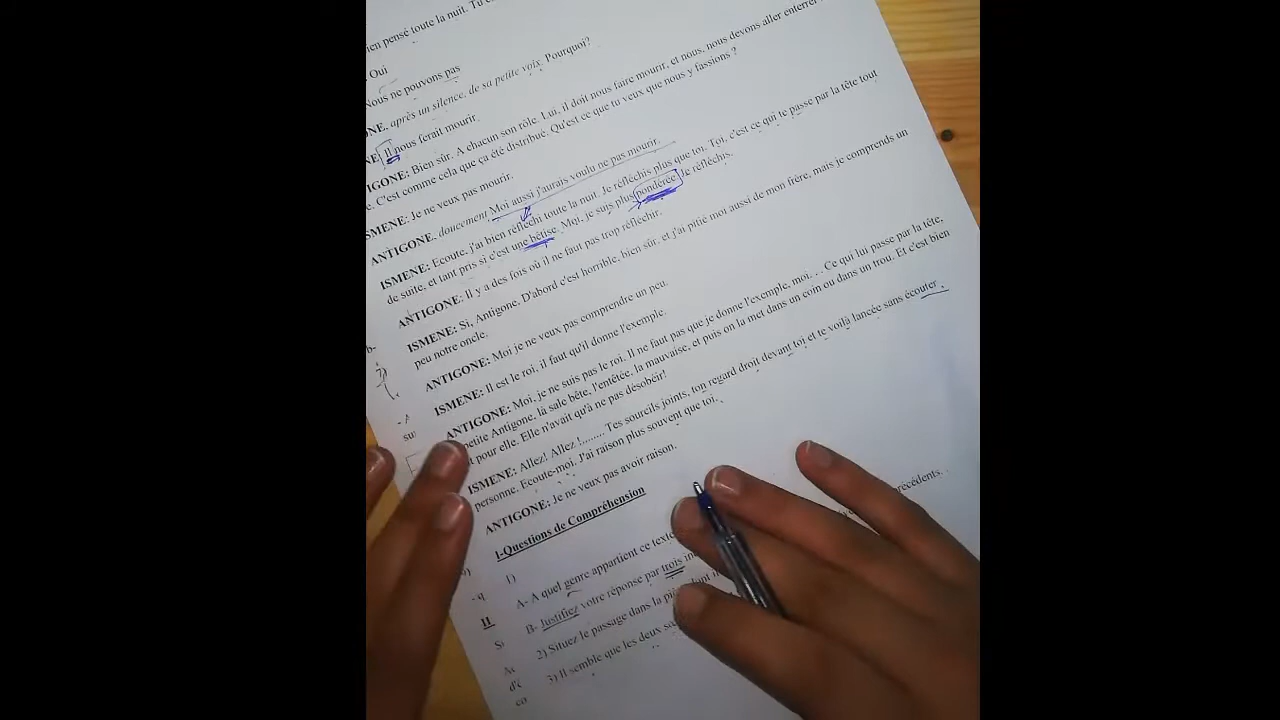 ien pensé toute la nuit. Tu
Oui
Nous ne pouvons pas
ONE, après un silence, de sa petite voix. Pourquoi?
NE Il nous ferait mourir.
TIGONE: Bien sûr. A chacun son rôle. Lui, il doit nous faire mourir, et nous, nous devons aller enterrer
e. C'est comme cela que ça été distribué. Qu'est ce que tu veux que nous y fassions ?
ISMENE: Je ne veux pas mourir.
ANTIGONE, doucement Moi aussi j'aurais voulu ne pas mourir.
ISMENE: Ecoute, j'ai bien réfléchi toute la nuit. Je réfléchis plus que toi. Toi, c'est ce qui te passe par la tête tout
de suite, et tant pis si c'est une bêtise. Moi, je suis plus pondérée. Je réfléchis.
ANTIGONE: Il y a des fois où il ne faut pas trop réfléchir.
ISMENE: Si, Antigone. D'abord c'est horrible, bien sûr, et j'ai pitié moi aussi de mon frère, mais je comprends un
peu notre oncle.
ANTIGONE: Moi je ne veux pas comprendre un peu.
ISMENE: Il est le roi, il faut qu'il donne l'exemple.
ANTIGONE: Moi, je ne suis pas le roi. Il ne faut pas que je donne l'exemple, moi. . . Ce qui lui passe par la tête,
petite Antigone, la sale bête, l'entêtée, la mauvaise, et puis on la met dans un coin ou dans un trou. Et c'est bien
t pour elle. Elle n'avait qu'à ne pas désobéir!
ISMENE: Allez! Allez !........ Tes sourcils joints, ton regard droit devant toi et te voilà lancée sans écouter
personne. Ecoute-moi. J'ai raison plus souvent que toi.
ANTIGONE: Je ne veux pas avoir raison.
I-Questions de Compréhension
1)
A- A quel genre appartient ce texte
précédents.
B- Justifiez votre réponse par trois in
2) Situez le passage dans la
3) Il semble que les deux
II